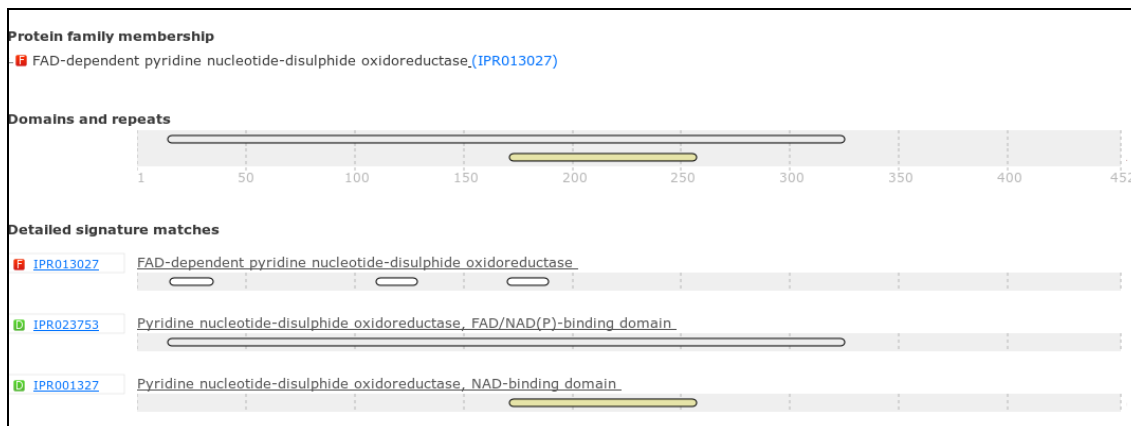 Protein family membership
F FAD-dependent pyridine nucleotide-disulphide oxidoreductase (IPR013027)
Domains and repeats
1 50 100 150 200 250 300 350 400 452
Detailed signature matches
F IPR013027 FAD-dependent pyridine nucleotide-disulphide oxidoreductase
D IPR023753 Pyridine nucleotide-disulphide oxidoreductase, FAD/NAD(P)-binding domain
D IPR001327 Pyridine nucleotide-disulphide oxidoreductase, NAD-binding domain